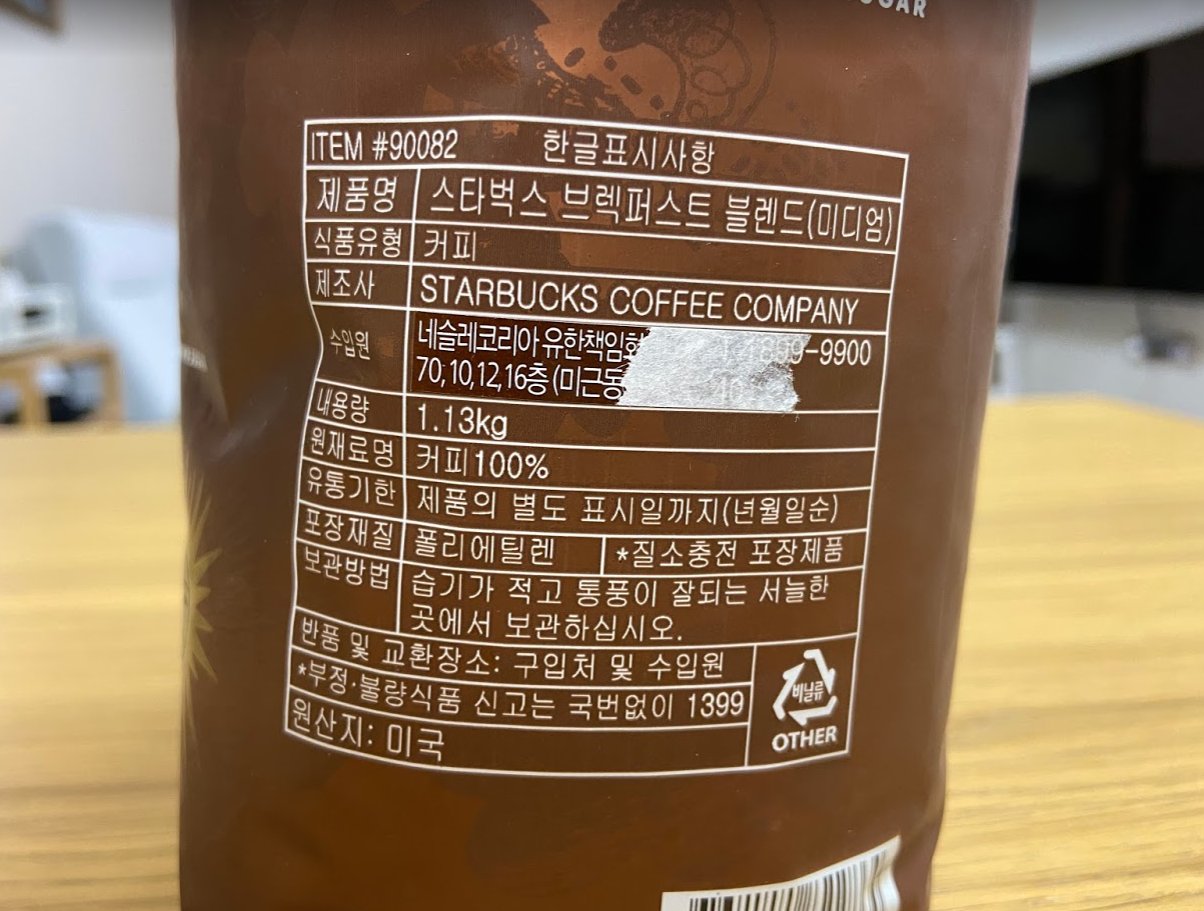 ITEM #90082 한글표시사항
제품명 스타벅스 브렉퍼스트 블렌드(미디엄)
식품유형 커피
제조사 STARBUCKS COFFEE COMPANY
수입원 네슬레코리아 유한책임회 1899-9900
70, 10, 12, 16층 (미근동
내용량 1.13kg
원재료명 커피100%
유통기한 제품의 별도 표시일까지(년월일순)
포장재질 폴리에틸렌 *질소충전 포장제품
보관방법 습기가 적고 통풍이 잘되는 서늘한
곳에서 보관하십시오.
반품 및 교환장소: 구입처 및 수입원
*부정·불량식품 신고는 국번없이 1399
원산지: 미국
비닐류
OTHER